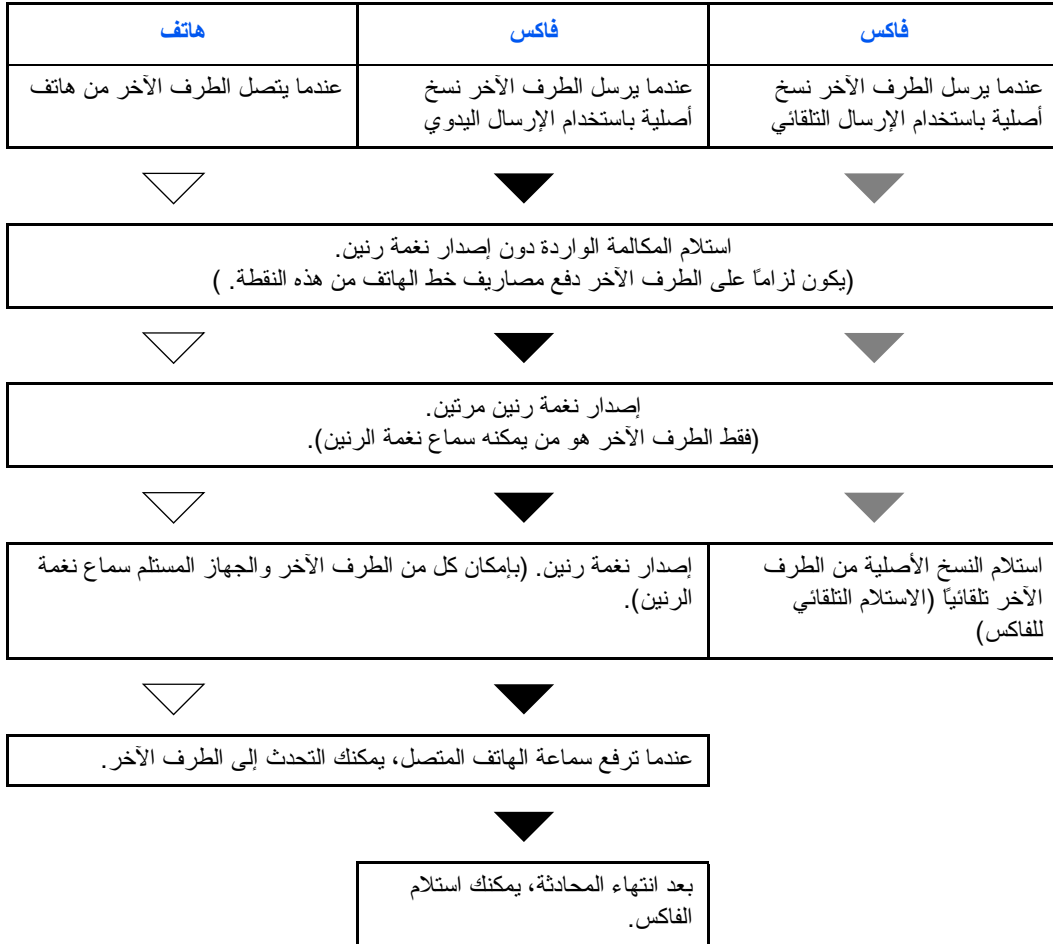 فاكس
فاكس
هاتف
عندما يرسل الطرف الآخر نسخ
أصلية باستخدام الإرسال التلقائي
عندما يرسل الطرف الآخر نسخ
أصلية باستخدام الإرسال اليدوي
عندما يتصل الطرف الآخر من هاتف
استلام المكالمة الواردة دون إصدار نغمة رنين.
(يكون لزامًا على الطرف الآخر دفع مصاريف خط الهاتف من هذه النقطة. )
إصدار نغمة رنين مرتين.
(فقط الطرف الآخر هو من يمكنه سماع نغمة الرنين).
استلام النسخ الأصلية من الطرف
الآخر تلقائيًا (الاستلام التلقائي
للفاكس)
إصدار نغمة رنين. (بإمكان كل من الطرف الآخر والجهاز المستلم سماع نغمة
الرنين).
عندما ترفع سماعة الهاتف المتصل، يمكنك التحدث إلى الطرف الآخر.
بعد انتهاء المحادثة، يمكنك استلام
الفاكس.